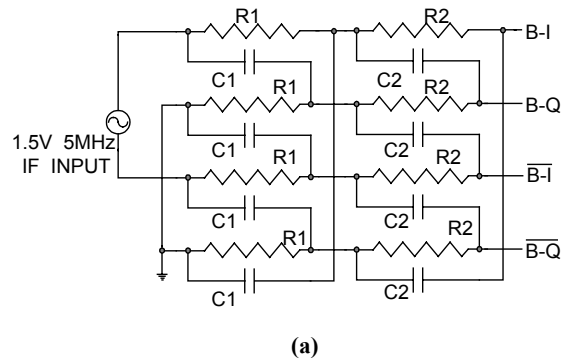 R1 R2 B-I
C1 R1 C2 R2 B-Q
1.5V 5MHz
IF INPUT
C1 R1 C2 R2 B-I
C1 R1 C2 R2 B-Q
C1 C2
(a)